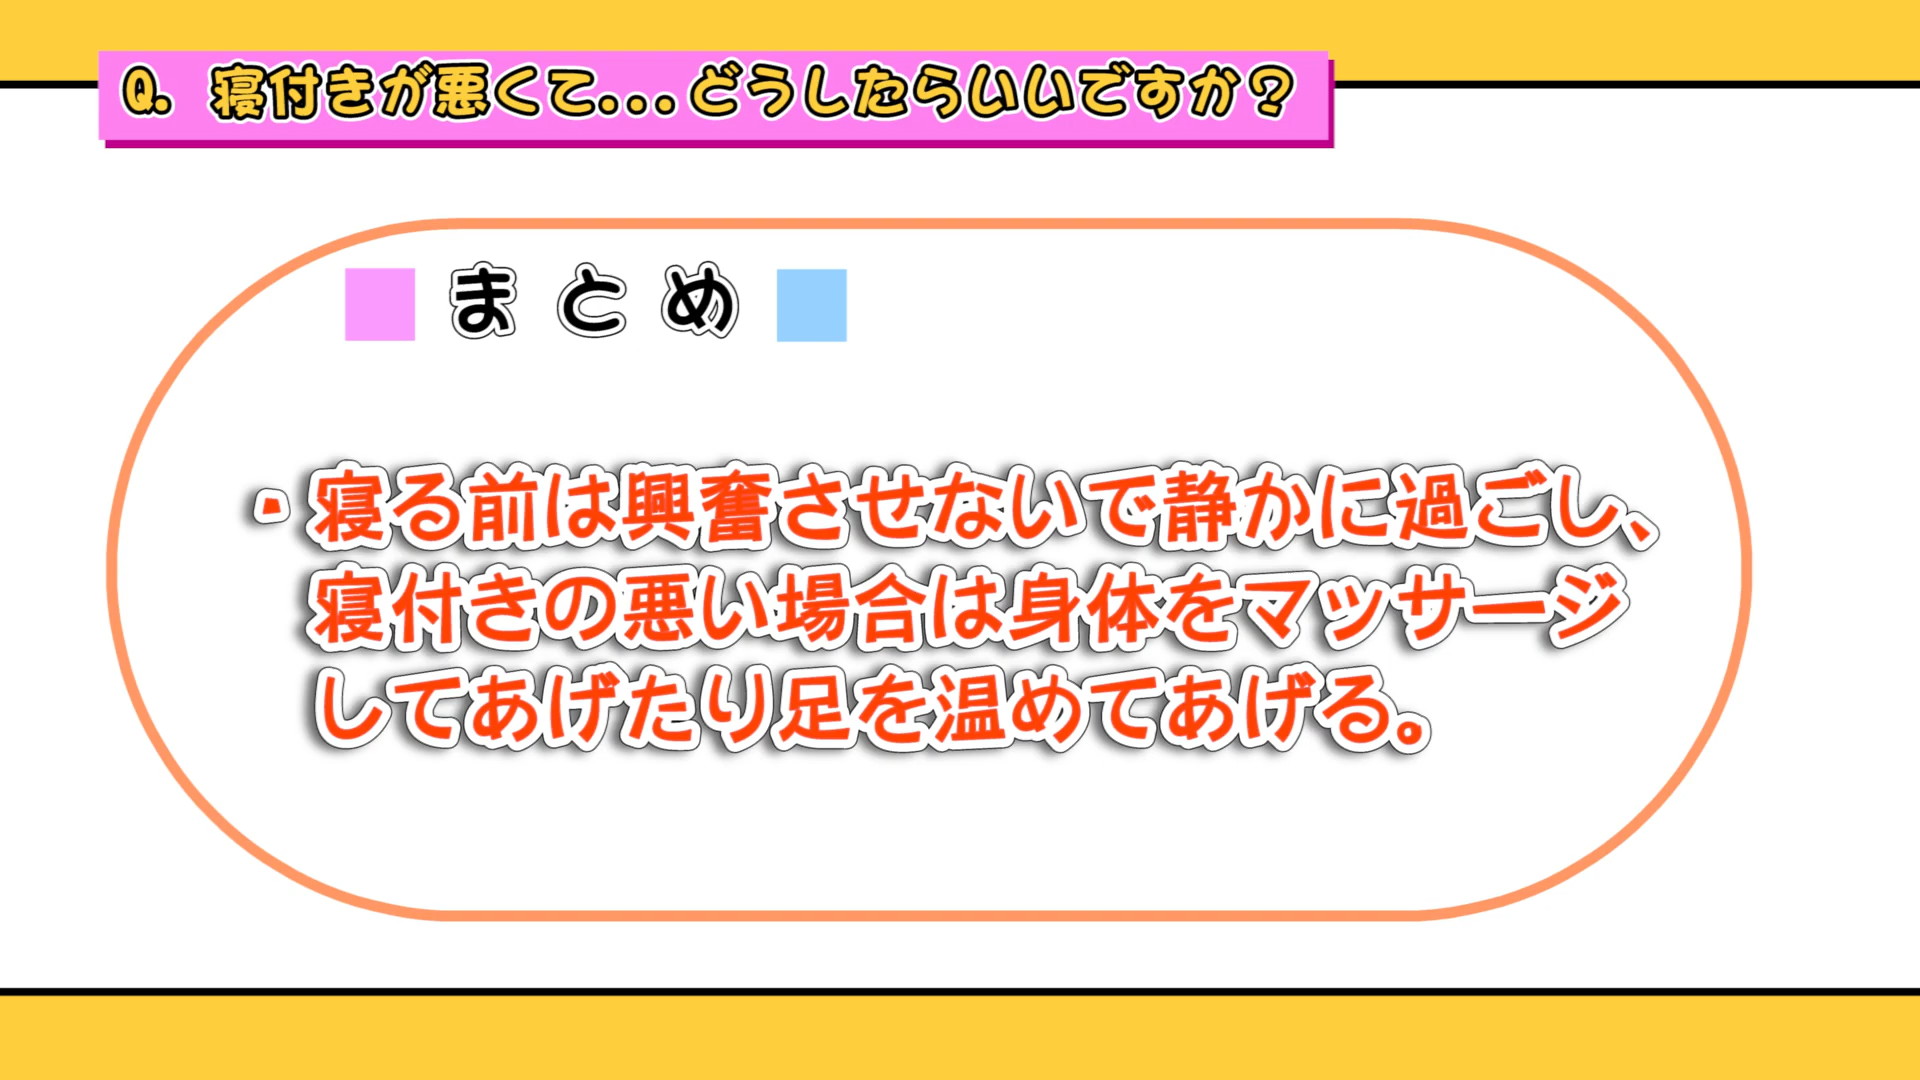 Q. 寝付きが悪くて...どうしたらいいですか？
まとめ
・寝る前は興奮させないで静かに過ごし、
寝付きの悪い場合は身体をマッサージ
してあげたり足を温めてあげる。